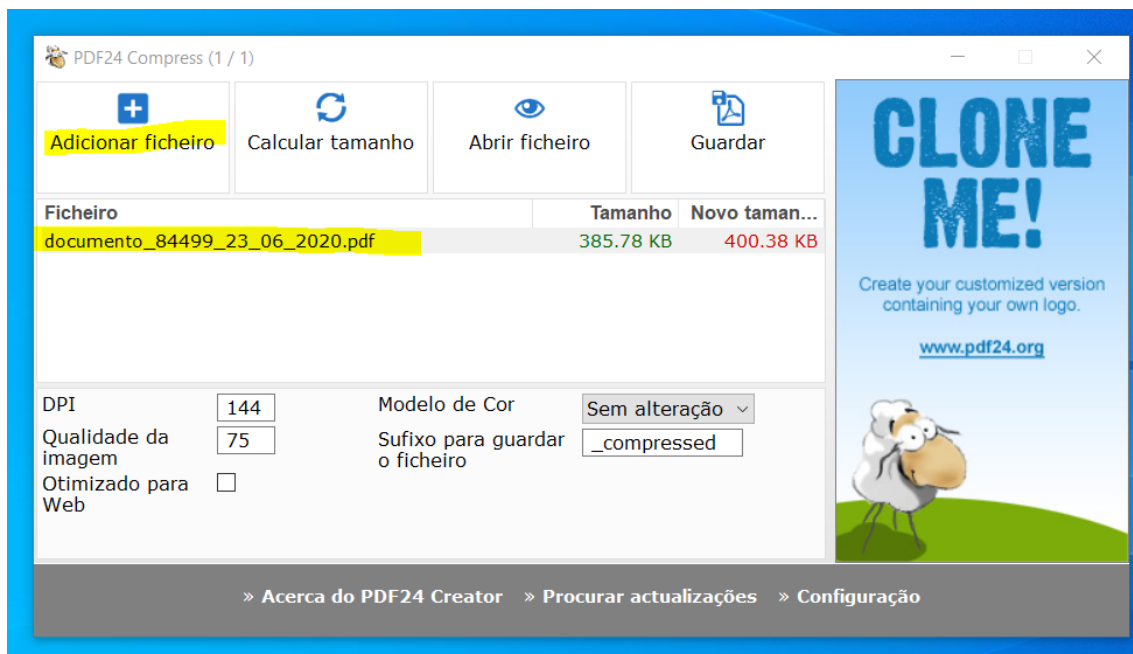 PDF24 Compress (1 / 1)
Adicionar ficheiro
Calcular tamanho
Abrir ficheiro
Guardar
Ficheiro
Tamanho
Novo taman...
documento_84499_23_06_2020.pdf
385.78 KB
400.38 KB
DPI
144
Modelo de Cor
Sem alteração
Qualidade da
imagem
75
Sufixo para guardar
o ficheiro
_compressed
Otimizado para
Web
CLONE
ME!
Create your customized version
containing your own logo.
www.pdf24.org
» Acerca do PDF24 Creator » Procurar actualizações » Configuração